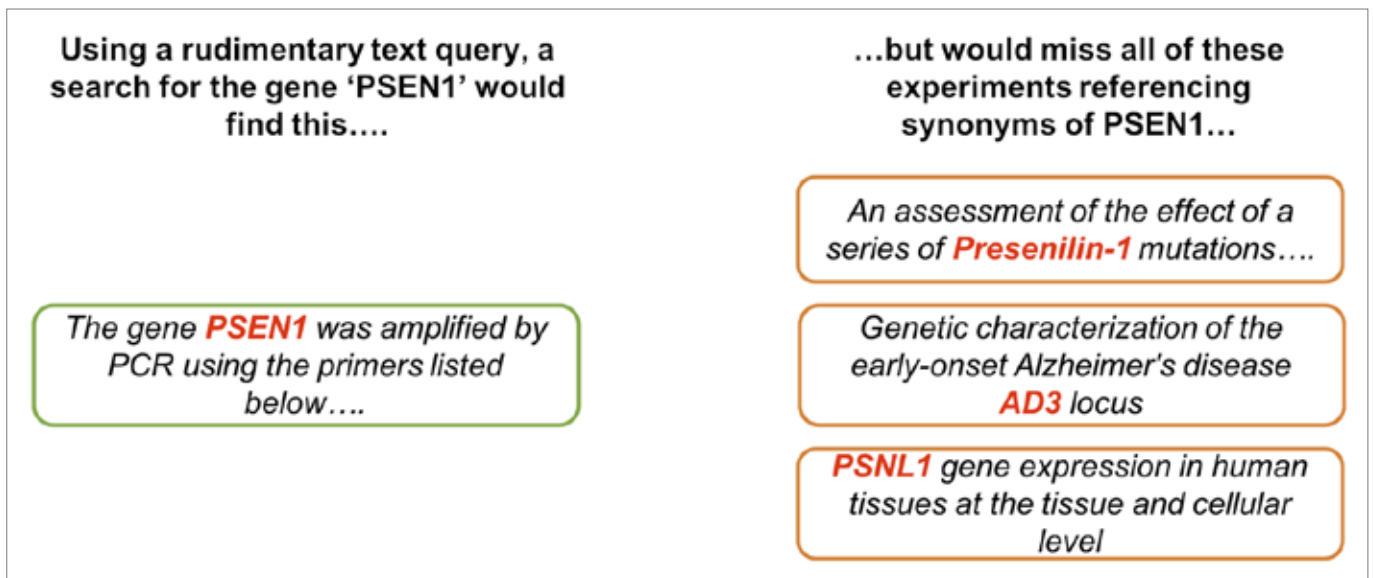 Using a rudimentary text query, a
search for the gene ‘PSEN1’ would
find this….
The gene PSEN1 was amplified by
PCR using the primers listed
below….
…but would miss all of these
experiments referencing
synonyms of PSEN1…
An assessment of the effect of a
series of Presenilin-1 mutations….
Genetic characterization of the
early-onset Alzheimer's disease
AD3 locus
PSNL1 gene expression in human
tissues at the tissue and cellular
level